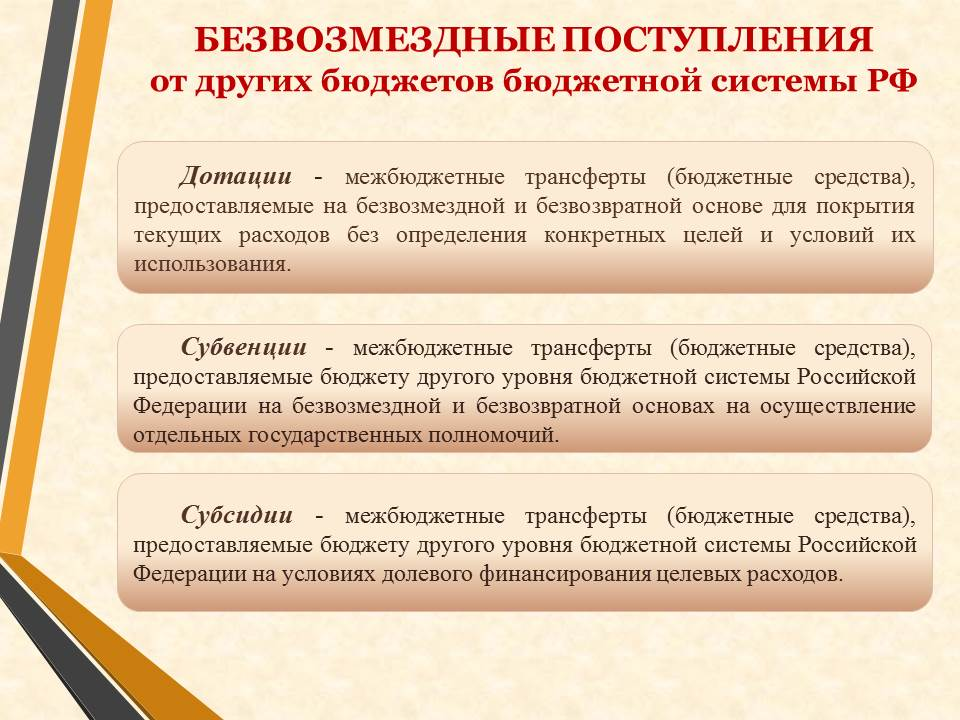 БЕЗВОЗМЕЗДНЫЕ ПОСТУПЛЕНИЯ
от других бюджетов бюджетной системы РФ
Дотации - межбюджетные трансферты (бюджетные средства),
предоставляемые на безвозмездной и безвозвратной основе для покрытия
текущих расходов без определения конкретных целей и условий их
использования.
Субвенции - межбюджетные трансферты (бюджетные средства),
предоставляемые бюджету другого уровня бюджетной системы Российской
Федерации на безвозмездной и безвозвратной основах на осуществление
отдельных государственных полномочий.
Субсидии - межбюджетные трансферты (бюджетные средства),
предоставляемые бюджету другого уровня бюджетной системы Российской
Федерации на условиях долевого финансирования целевых расходов.